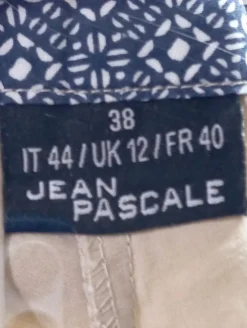 38
IT 44 / UK 12 / FR 40
JEAN
PASCALE